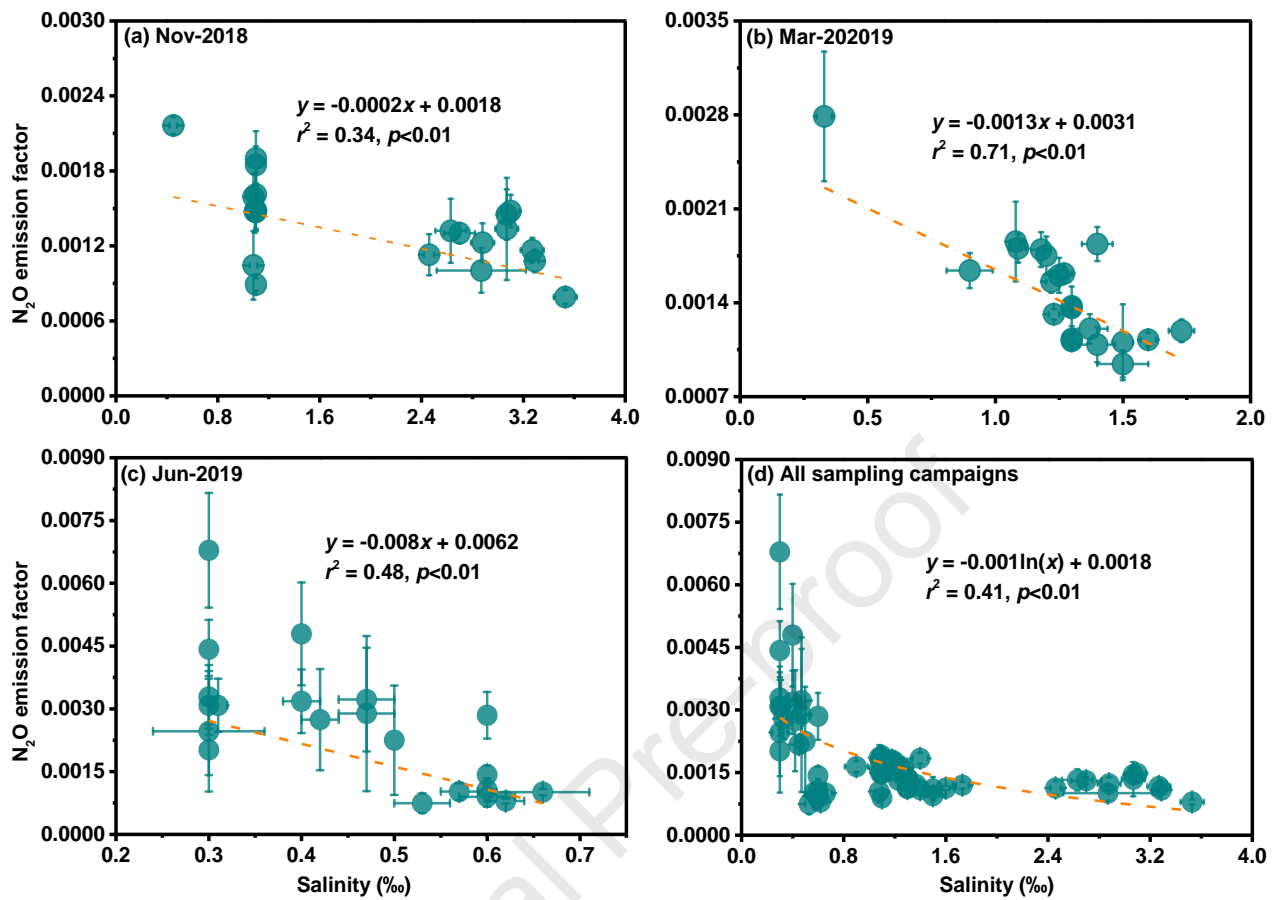 0.0030
(a) Nov-2018
0.0024
y = -0.0002x + 0.0018
r² = 0.34, p<0.01
0.0018
0.0012
0.0006
0.0000
N₂O emission factor
0.0 0.8 1.6 2.4 3.2 4.0
0.0035
(b) Mar-202019
0.0028
y = -0.0013x + 0.0031
r² = 0.71, p<0.01
0.0021
0.0014
0.0007
0.0 0.5 1.0 1.5 2.0
0.0090
(c) Jun-2019
0.0075
y = -0.008x + 0.0062
r² = 0.48, p<0.01
0.0060
0.0045
0.0030
0.0015
0.0000
N₂O emission factor
0.2 0.3 0.4 0.5 0.6 0.7
Salinity (‰)
0.0090
(d) All sampling campaigns
0.0075
y = -0.001ln(x) + 0.0018
r² = 0.41, p<0.01
0.0060
0.0045
0.0030
0.0015
0.0000
0.0 0.8 1.6 2.4 3.2 4.0
Salinity (‰)
al Pre-proof